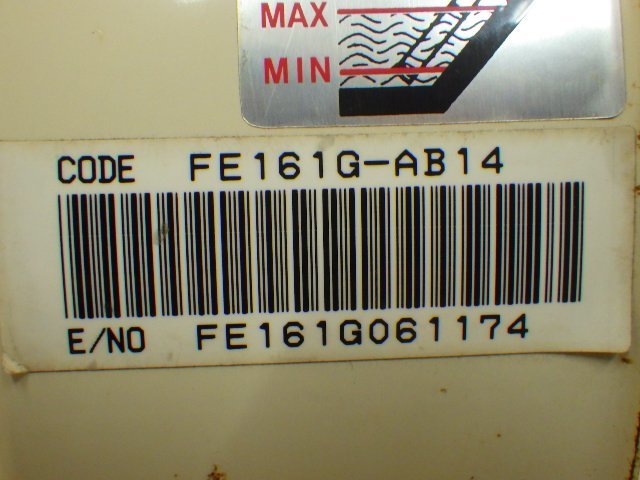 MAX
MIN
CODE FE161G-AB14
E/NO FE161G061174